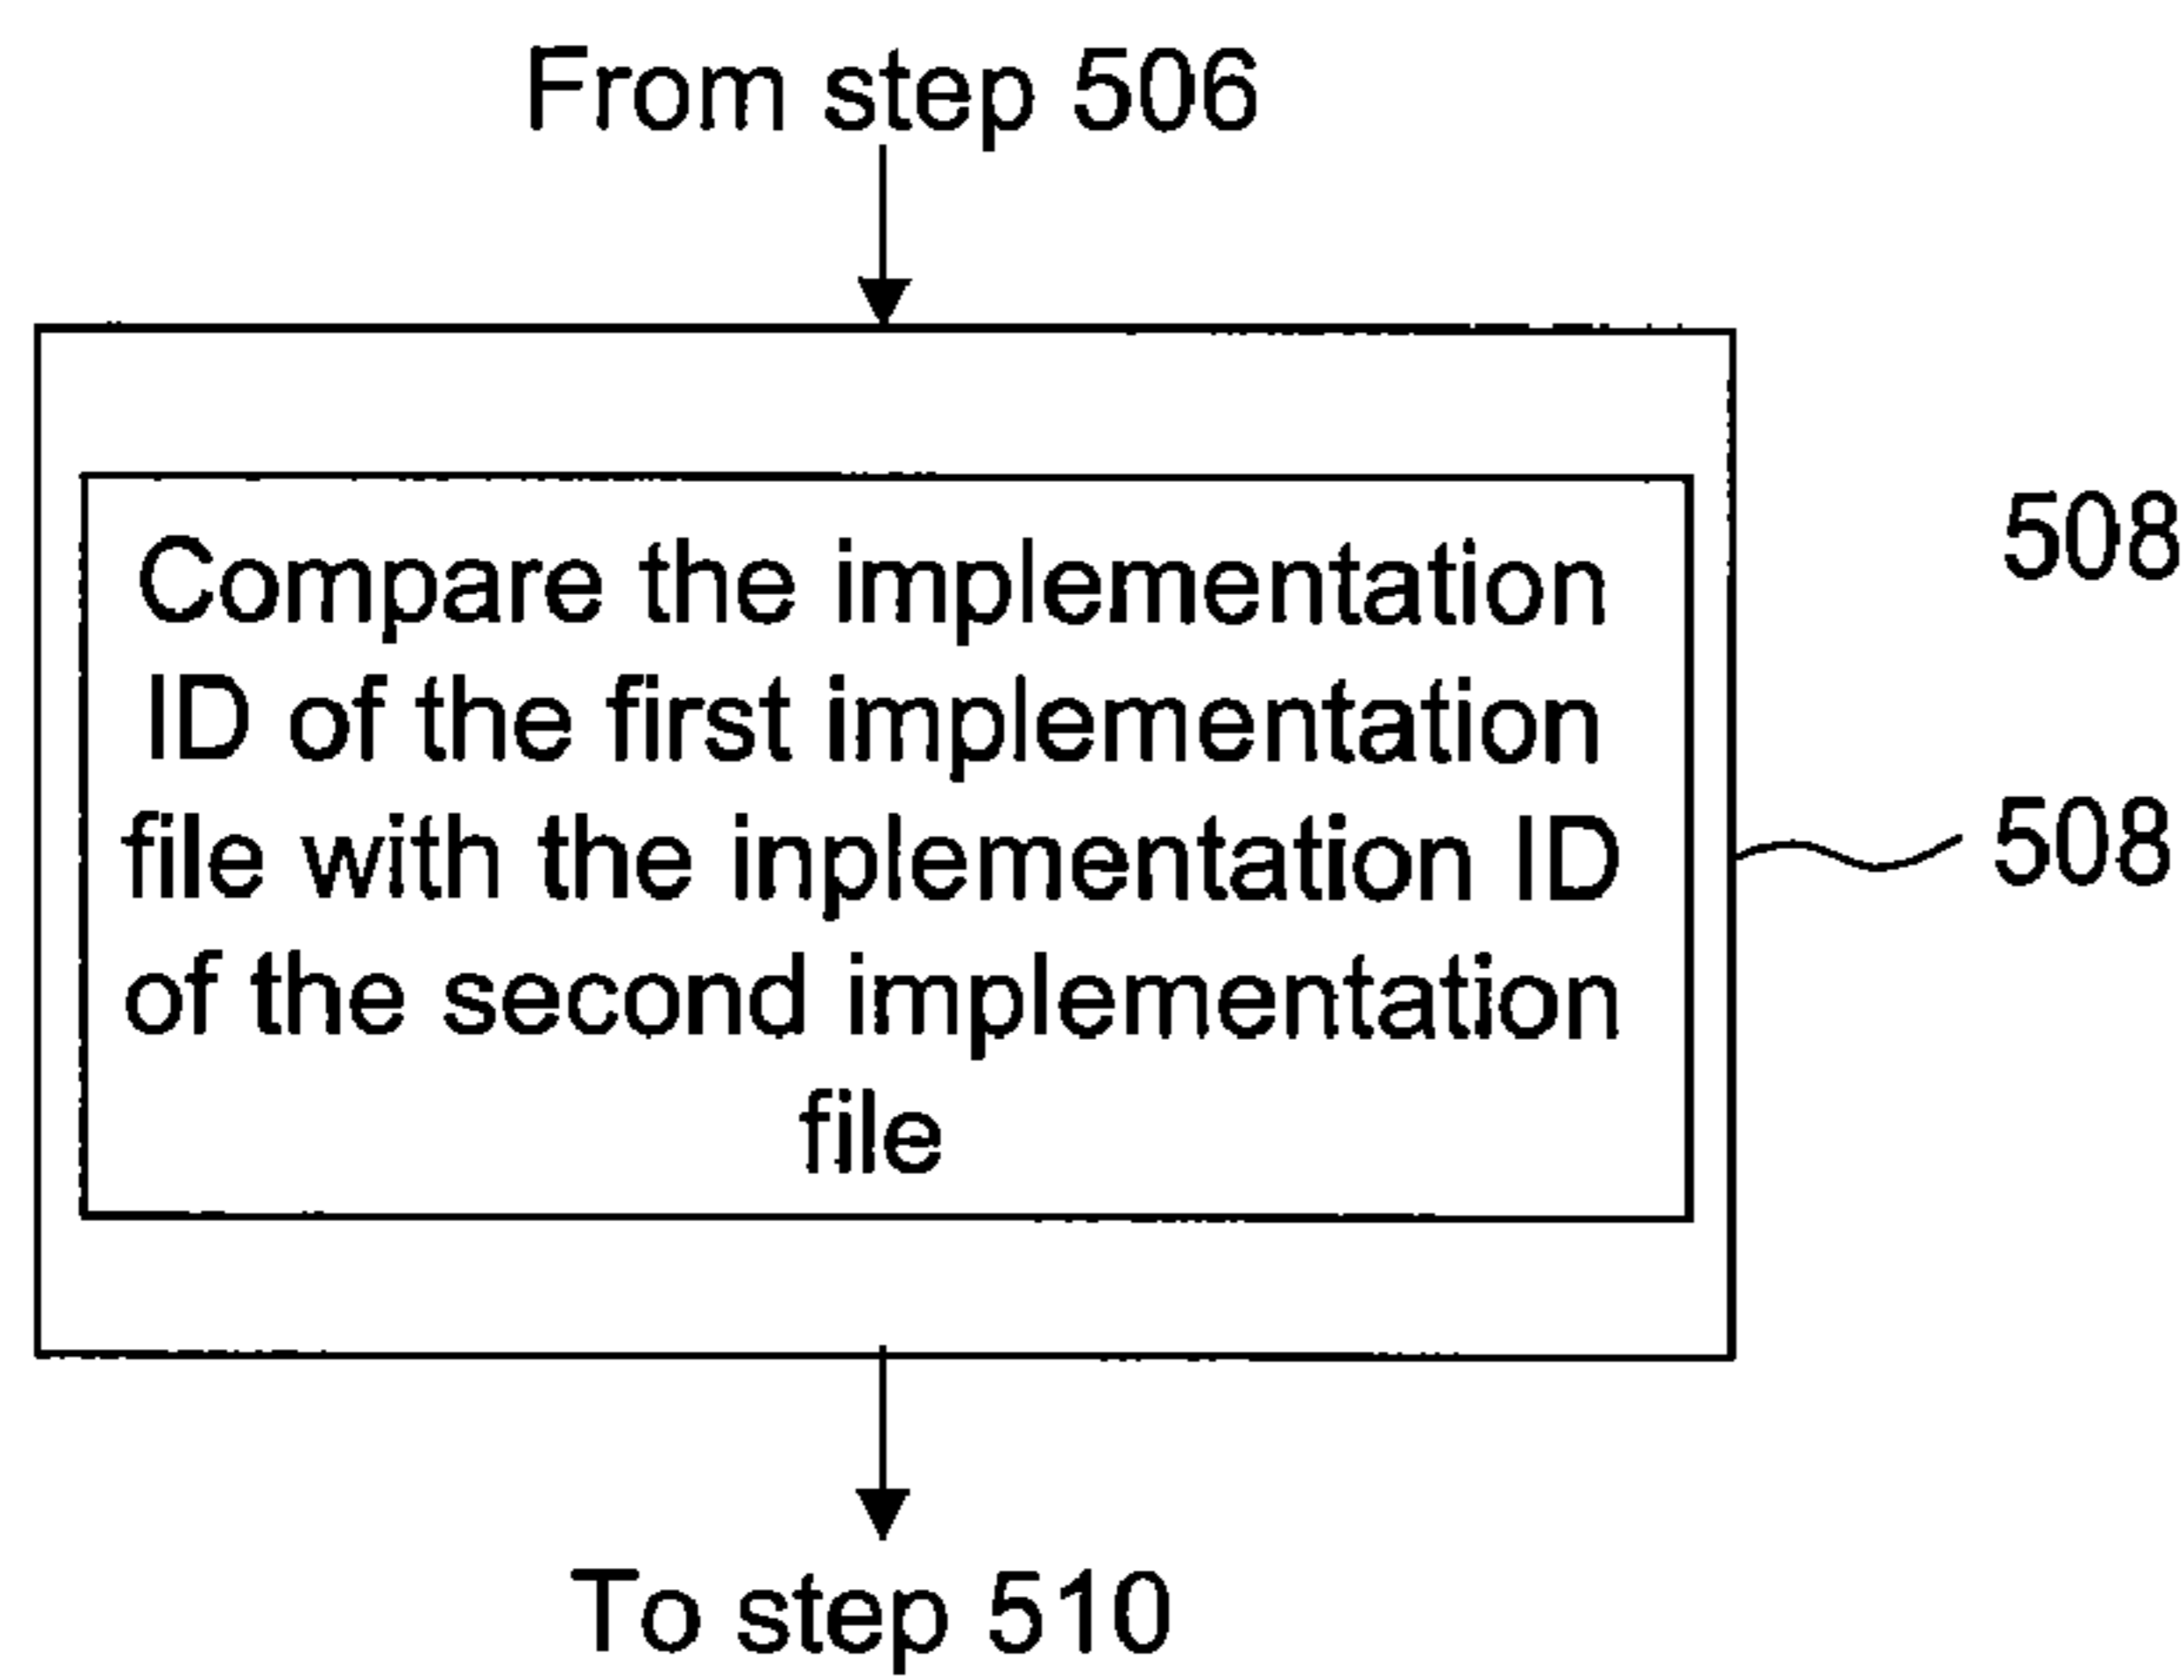 From step 506
508
Compare the implementation
ID of the first implementation
file with the inplementation ID
508
of the second implementation
file
To step 510